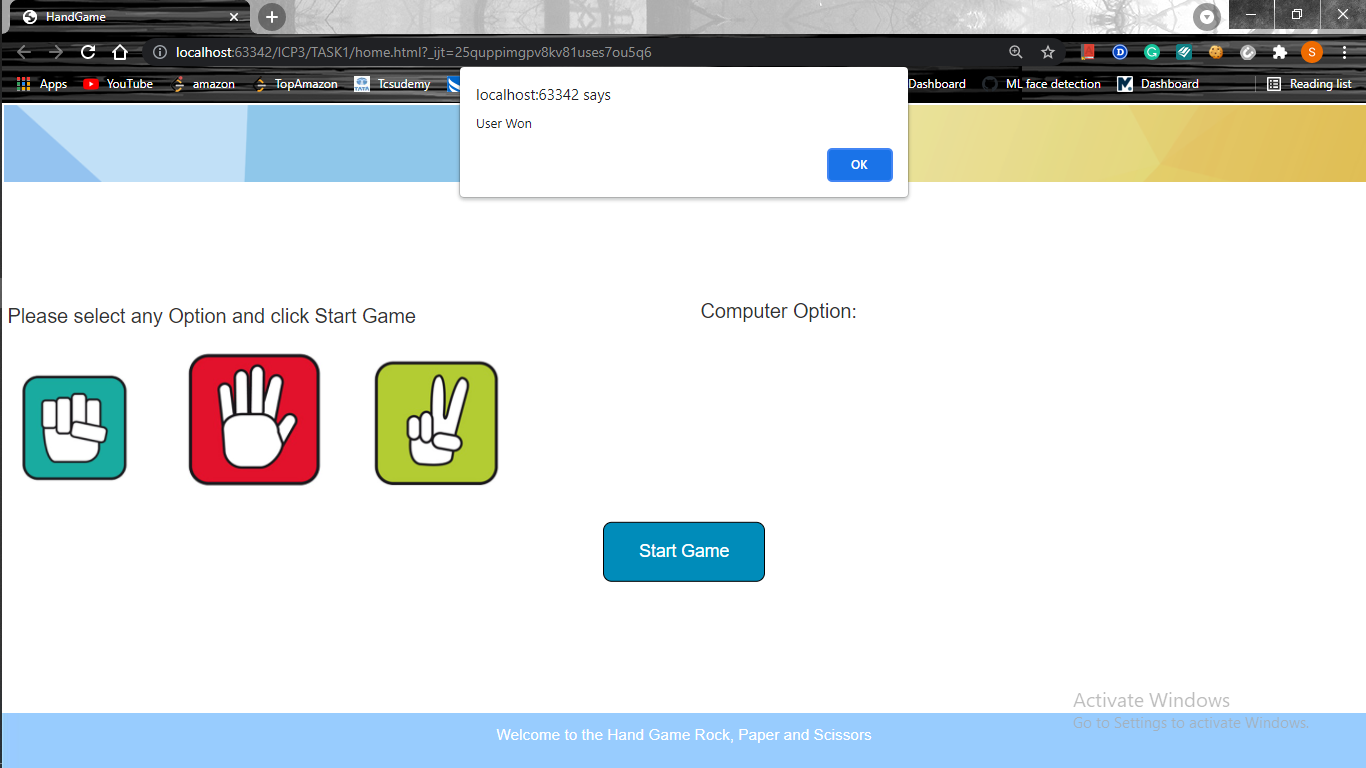 HandGame
localhost:63342/ICP3/TASK1/home.html?_ijt=25quppimgpv8kv81uses7ou5q6
S
Apps YouTube amazon TopAmazon Tcsudemy Dashboard ML face detection Dashboard Reading list
localhost:63342 says
User Won
OK
Please select any Option and click Start Game
Computer Option:
Start Game
Activate Windows
Go to Settings to activate Windows.
Welcome to the Hand Game Rock, Paper and Scissors